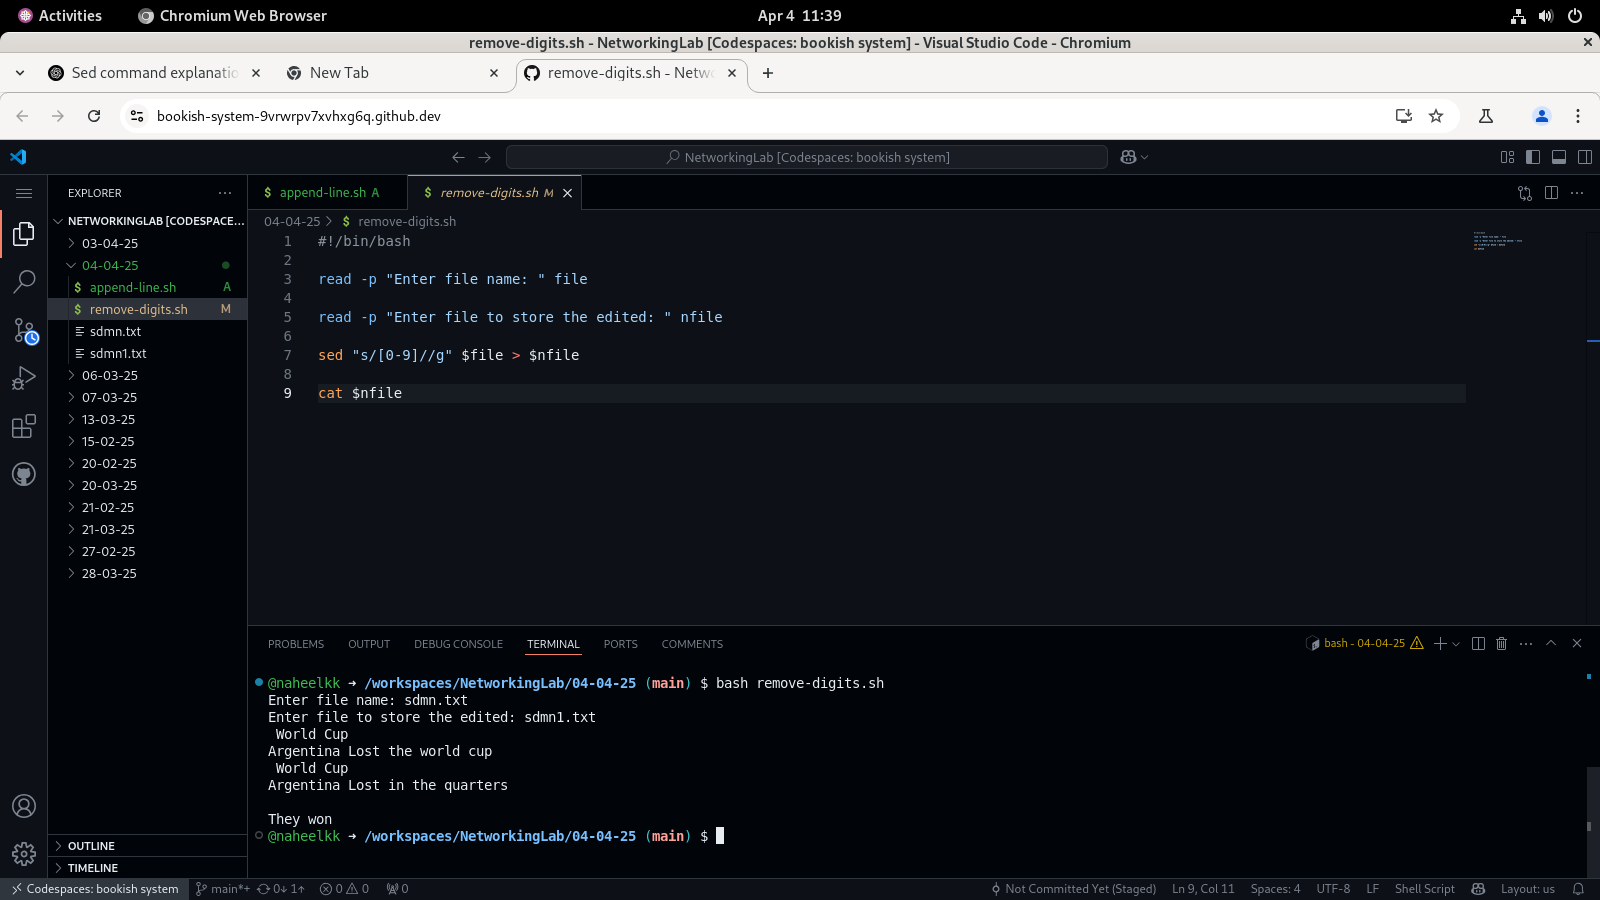 Activities
Chromium Web Browser
Apr 4 11:39
remove-digits.sh - NetworkingLab [Codespaces: bookish system] - Visual Studio Code - Chromium
Sed command explanatio
New Tab
remove-digits.sh - Netwo
bookish-system-9vrwrpv7xvhxg6q.github.dev
NetworkingLab [Codespaces: bookish system]
EXPLORER
NETWORKINGLAB [CODESPACE...
03-04-25
04-04-25
append-line.sh A
remove-digits.sh M
sdmn.txt
sdmn1.txt
06-03-25
07-03-25
13-03-25
15-02-25
20-02-25
20-03-25
21-02-25
21-03-25
27-02-25
28-03-25
OUTLINE
TIMELINE
append-line.sh A
remove-digits.sh M
04-04-25 > $ remove-digits.sh
1 #!/bin/bash
2
3 read -p "Enter file name: " file
4
5 read -p "Enter file to store the edited: " nfile
6
7 sed "s/[0-9]//g" $file > $nfile
8
9 cat $nfile
PROBLEMS OUTPUT DEBUG CONSOLE TERMINAL PORTS COMMENTS
bash - 04-04-25
@naheelkk ➜ /workspaces/NetworkingLab/04-04-25 (main) $ bash remove-digits.sh
Enter file name: sdmn.txt
Enter file to store the edited: sdmn1.txt
World Cup
Argentina Lost the world cup
World Cup
Argentina Lost in the quarters
They won
@naheelkk ➜ /workspaces/NetworkingLab/04-04-25 (main) $
Codespaces: bookish system main*+ 0↓ 1↑ 0 0 0 Not Committed Yet (Staged) Ln 9, Col 11 Spaces: 4 UTF-8 LF Shell Script Layout: us